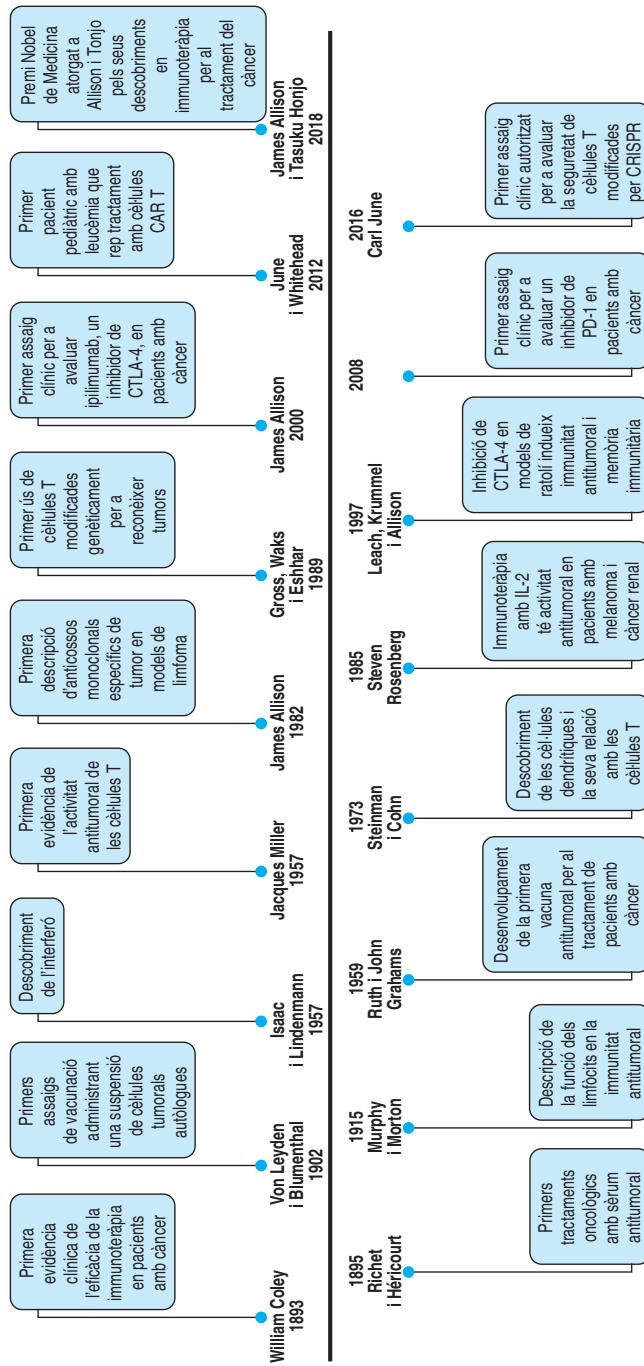 Primera
evidència
clínica de
l'eficàcia de la
immunoteràpia
en pacients
amb càncer
William Coley
1893
Primers
assaigs
de vacunació
administrant
una suspensió
de cèl·lules
tumorals
autòlogues
Von Leyden
i Blumenthal
1902
Descobriment
de l'interferó
Isaac
i Lindenmann
1957
Primera
evidència de
l'activitat
antitumoral de
les cèl·lules T
Jacques Miller
1957
Primera
descripció
d'anticossos
monoclonals
específics de
tumor en
models de
limfoma
James Allison
1982
Primer ús de
cèl·lules T
modificades
genèticament
per a
reconèixer
tumors
Gross, Waks
i Eshhar
1989
Primer assaig
clínic per a
avaluar
ipilimumab, un
inhibidor de
CTLA-4, en
pacients amb
càncer
James Allison
2000
Primer
pacient
pediàtric amb
leucèmia que
rep tractament
amb cèl·lules
CAR T
June
i Whitehead
2012
Premi Nobel
de Medicina
atorgat a
Allison i Tonjo
pels seus
descobriments
en
immunoteràpia
per al
tractament del
càncer
James Allison
i Tasuku Honjo
2018
1895
Richet
i Héricourt
Primers
tractaments
oncològics
amb sèrum
antitumoral
1915
Murphy
i Morton
Descripció de
la funció dels
limfòcits en la
immunitat
antitumoral
1959
Ruth i John
Grahams
Desenvolupament
de la primera
vacuna
antitumoral per al
tractament de
pacients amb
càncer
1973
Steinman
i Cohn
Descobriment
de les cèl·lules
dendrítiques i
la seva relació
amb les
cèl·lules T
1985
Steven
Rosenberg
Immunoteràpia
amb IL-2
té activitat
antitumoral en
pacients amb
melanoma i
càncer renal
1997
Leach, Krummel
i Allison
Inhibició de
CTLA-4 en
models de
ratolí indueix
immunitat
antitumoral i
memòria
immunitària
2008
Primer assaig
clínic per a
avaluar un
inhibidor de
PD-1 en
pacients amb
càncer
2016
Carl June
Primer assaig
clínic autoritzat
per a avaluar
la seguretat de
cèl·lules T
modificades
per CRISPR